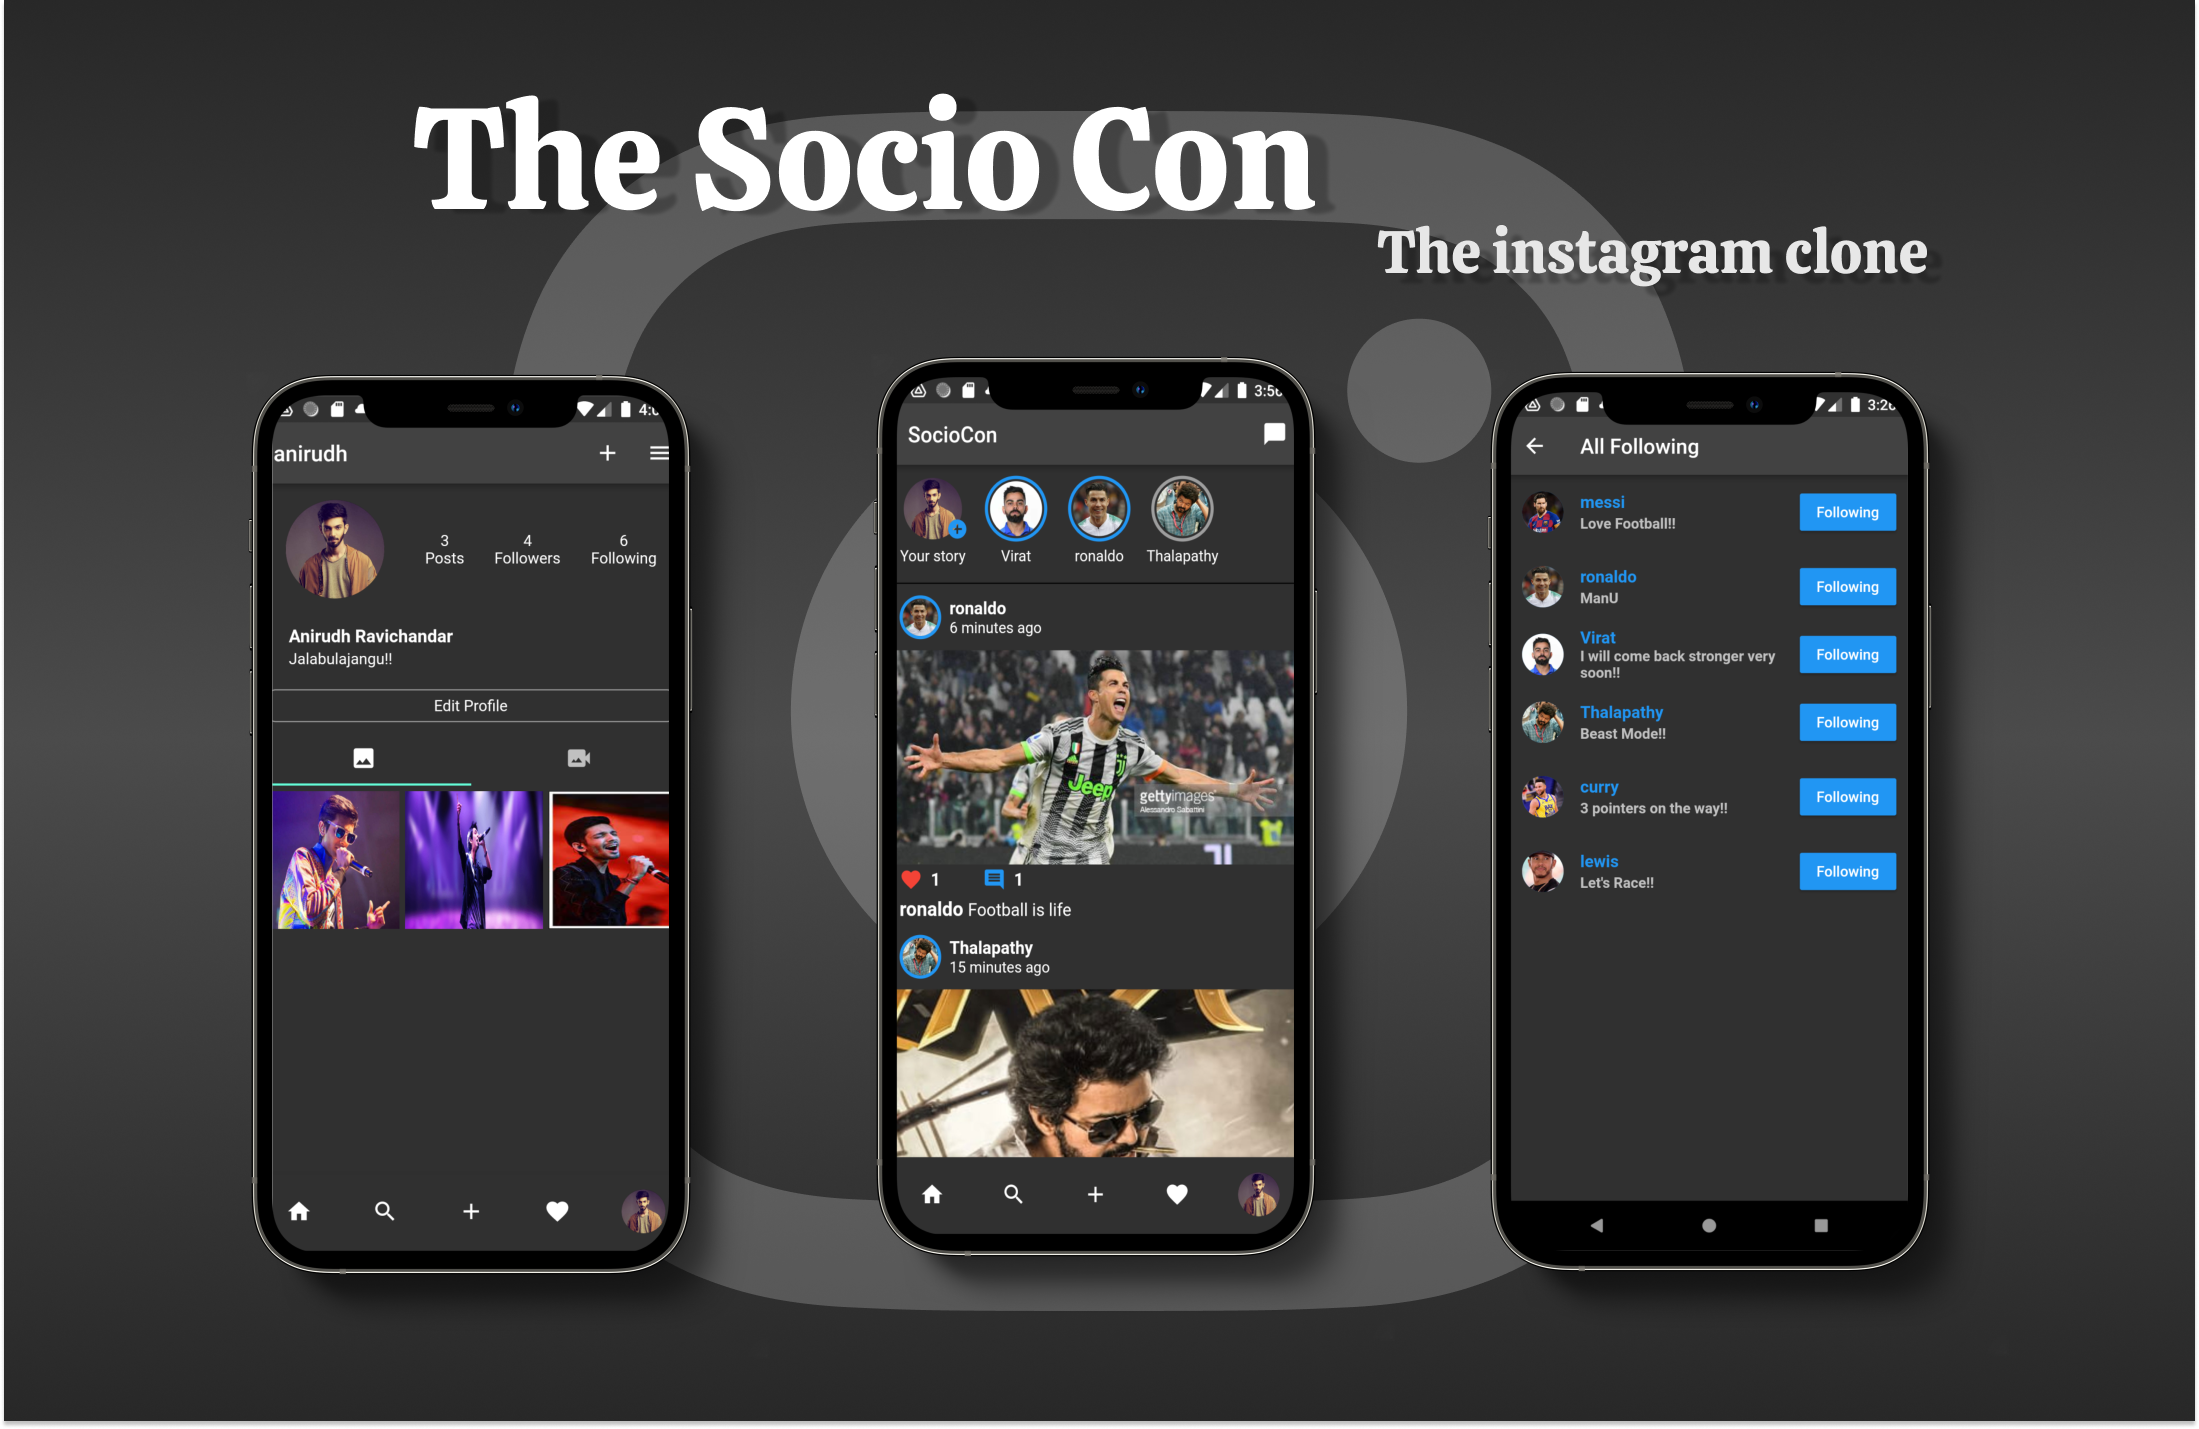 The Socio Con
The instagram clone
anirudh
3
Posts
4
Followers
6
Following
Anirudh Ravichandar
Jalabulajangu!!
Edit Profile
SocioCon
Your story
Virat
ronaldo
Thalapathy
ronaldo
6 minutes ago
Jeep
gettyimages
Alessandro Sabattini
1
1
ronaldo Football is life
Thalapathy
15 minutes ago
All Following
messi
Love Football!!
Following
ronaldo
ManU
Following
Virat
I will come back stronger very
soon!!
Following
Thalapathy
Beast Mode!!
Following
curry
3 pointers on the way!!
Following
lewis
Let's Race!!
Following